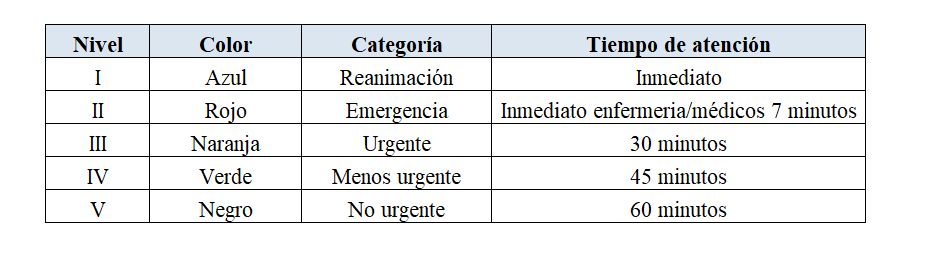 Nivel Color Categoría Tiempo de atención
I Azul Reanimación Inmediato
II Rojo Emergencia Inmediato enfermeria/médicos 7 minutos
III Naranja Urgente 30 minutos
IV Verde Menos urgente 45 minutos
V Negro No urgente 60 minutos